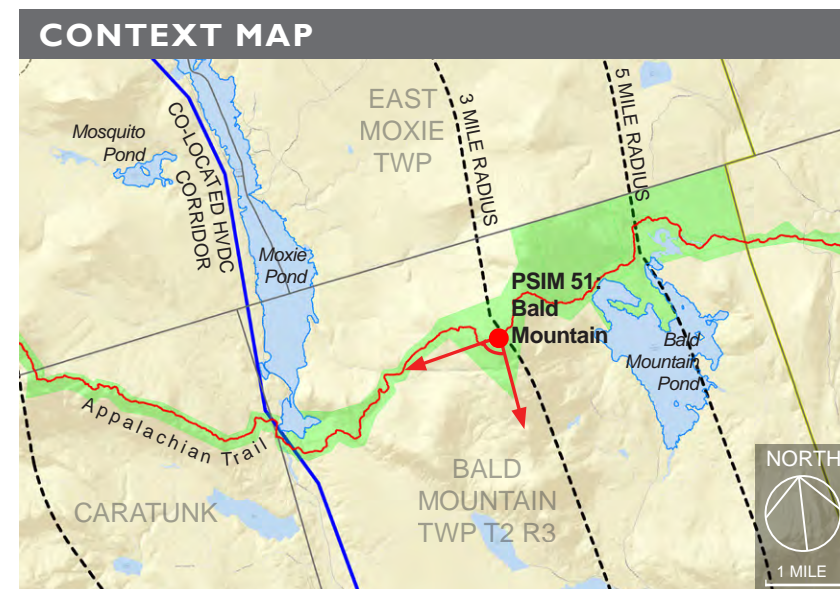 CONTEXT MAP
EAST
MOXIE
TWP
Mosquito
Pond
CO-LOCATED HVDC
CORRIDOR
3 MILE RADIUS
5 MILE RADIUS
Moxie
Pond
PSIM 51:
Bald
Mountain
Bald
Mountain
Pond
Appalachian Trail
CARATUNK
BALD
MOUNTAIN
TWP T2 R3
NORTH
1 MILE